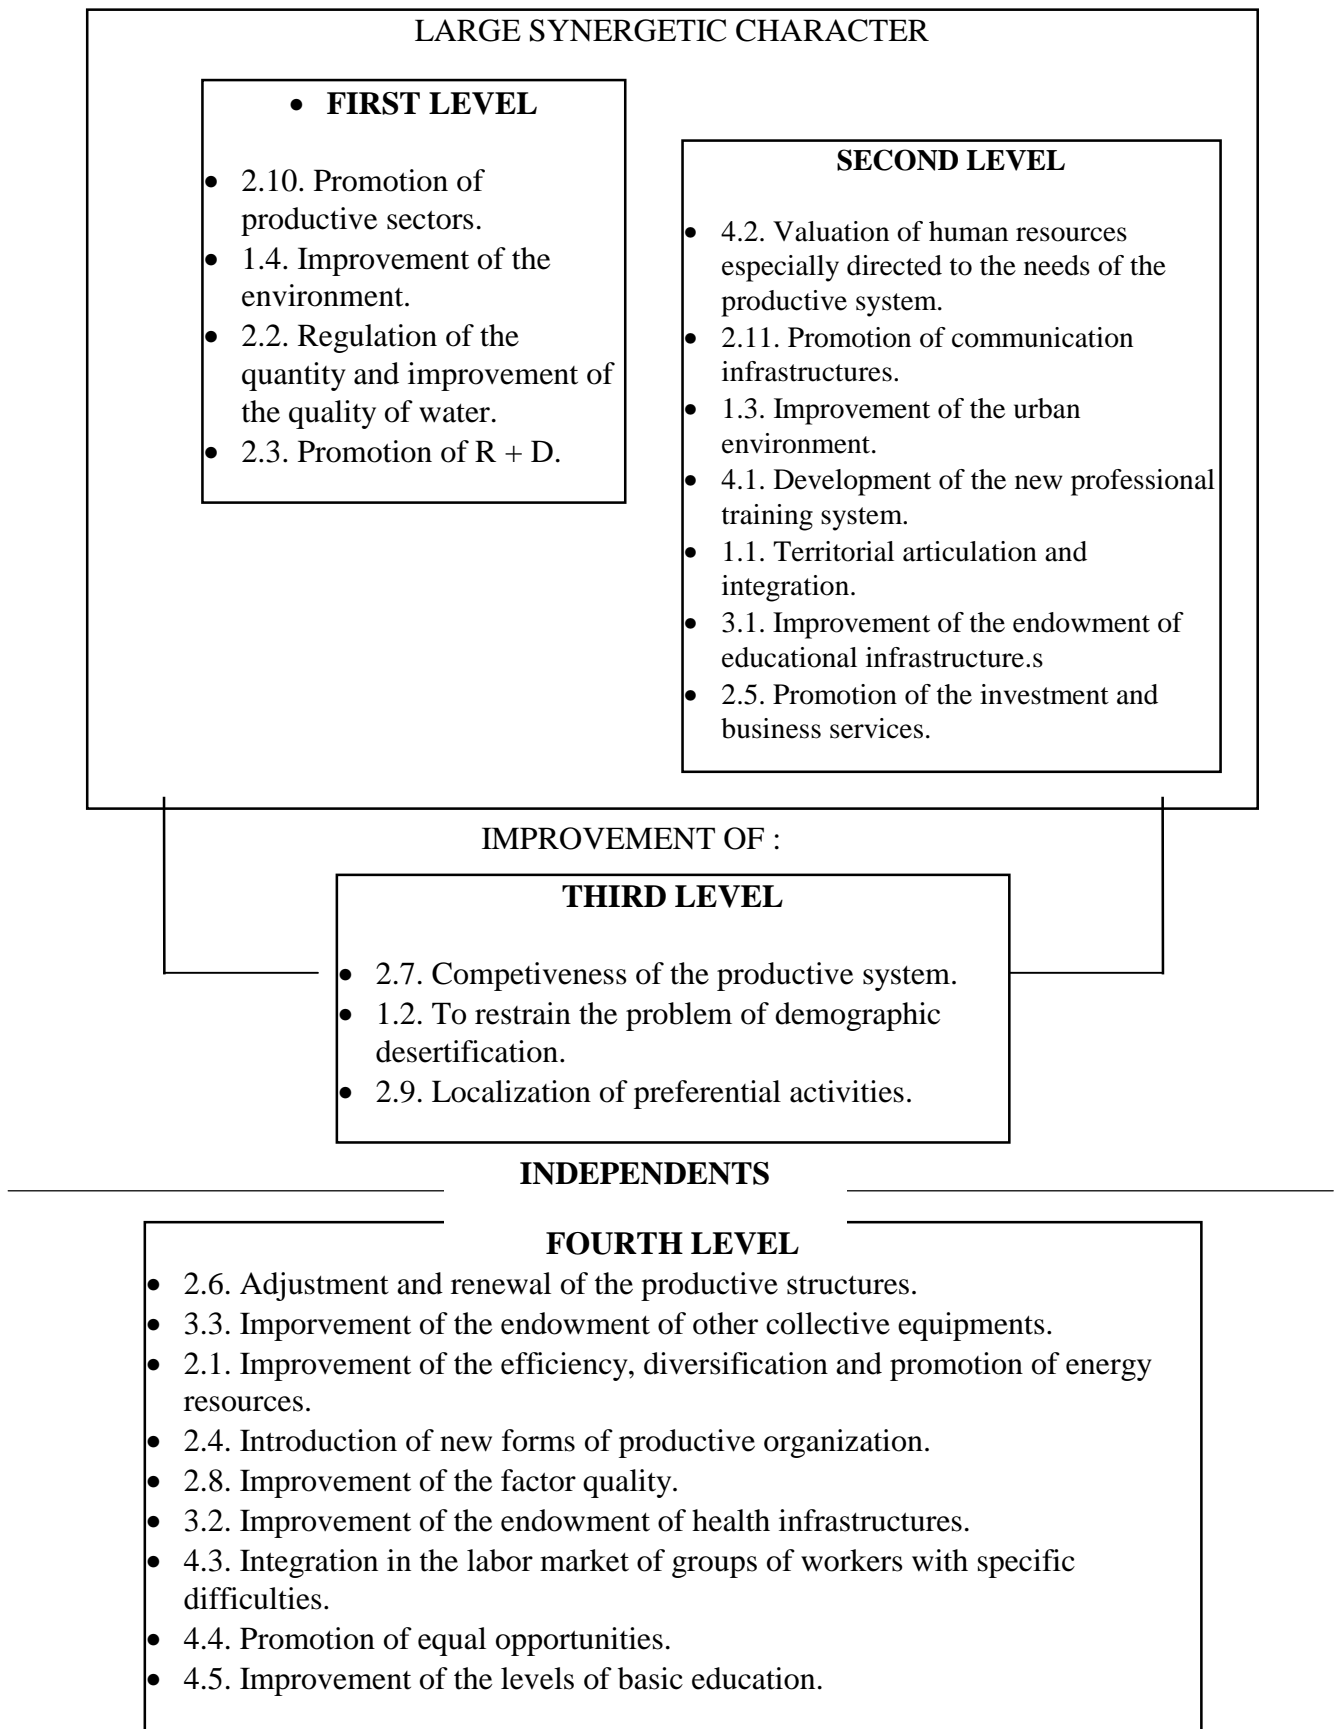 LARGE SYNERGETIC CHARACTER
• FIRST LEVEL
• 2.10. Promotion of
productive sectors.
• 1.4. Improvement of the
environment.
• 2.2. Regulation of the
quantity and improvement of
the quality of water.
• 2.3. Promotion of R + D.
SECOND LEVEL
• 4.2. Valuation of human resources
especially directed to the needs of the
productive system.
• 2.11. Promotion of communication
infrastructures.
• 1.3. Improvement of the urban
environment.
• 4.1. Development of the new professional
training system.
• 1.1. Territorial articulation and
integration.
• 3.1. Improvement of the endowment of
educational infrastructure.s
• 2.5. Promotion of the investment and
business services.
IMPROVEMENT OF :
THIRD LEVEL
• 2.7. Competiveness of the productive system.
• 1.2. To restrain the problem of demographic
desertification.
• 2.9. Localization of preferential activities.
INDEPENDENTS
FOURTH LEVEL
• 2.6. Adjustment and renewal of the productive structures.
• 3.3. Imporvement of the endowment of other collective equipments.
• 2.1. Improvement of the efficiency, diversification and promotion of energy
resources.
• 2.4. Introduction of new forms of productive organization.
• 2.8. Improvement of the factor quality.
• 3.2. Improvement of the endowment of health infrastructures.
• 4.3. Integration in the labor market of groups of workers with specific
difficulties.
• 4.4. Promotion of equal opportunities.
• 4.5. Improvement of the levels of basic education.